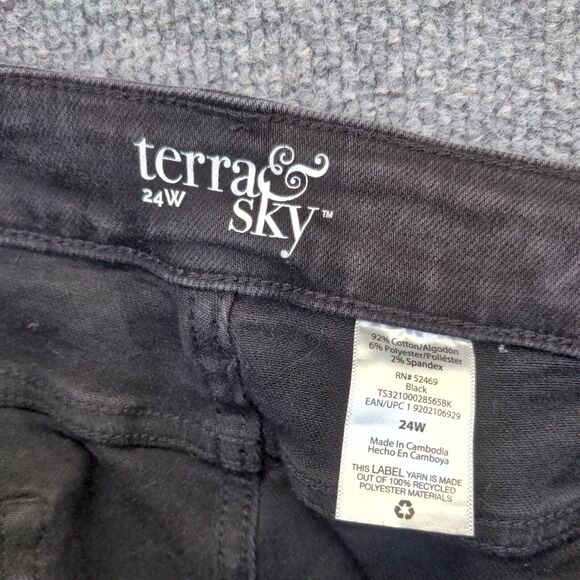 terra &
24W
sky™
92% Cotton/Algodón
6% Polyester/Poliéster
2% Spandex
RN# 52469
Black
TS32100028565BK
EAN/UPC 1 9202106929
24W
Made In Cambodia
Hecho En Camboya
THIS LABEL YARN IS MADE
OUT OF 100% RECYCLED
POLYESTER MATERIALS